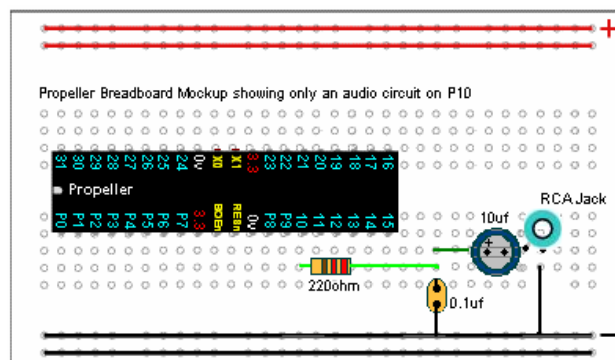 +
Propeller Breadboard Mockup showing only an audio circuit on P10
31 30 29 28 27 26 25 24 0v X0 X1 3.3 23 22 21 20 19 18 17 16
Propeller
P0 P1 P2 P3 P4 P5 P6 P7 3.3 BOEn RESn 0v P8 P9 10 11 12 13 14 15
RCA Jack
10uf
+
220ohm
0.1uf